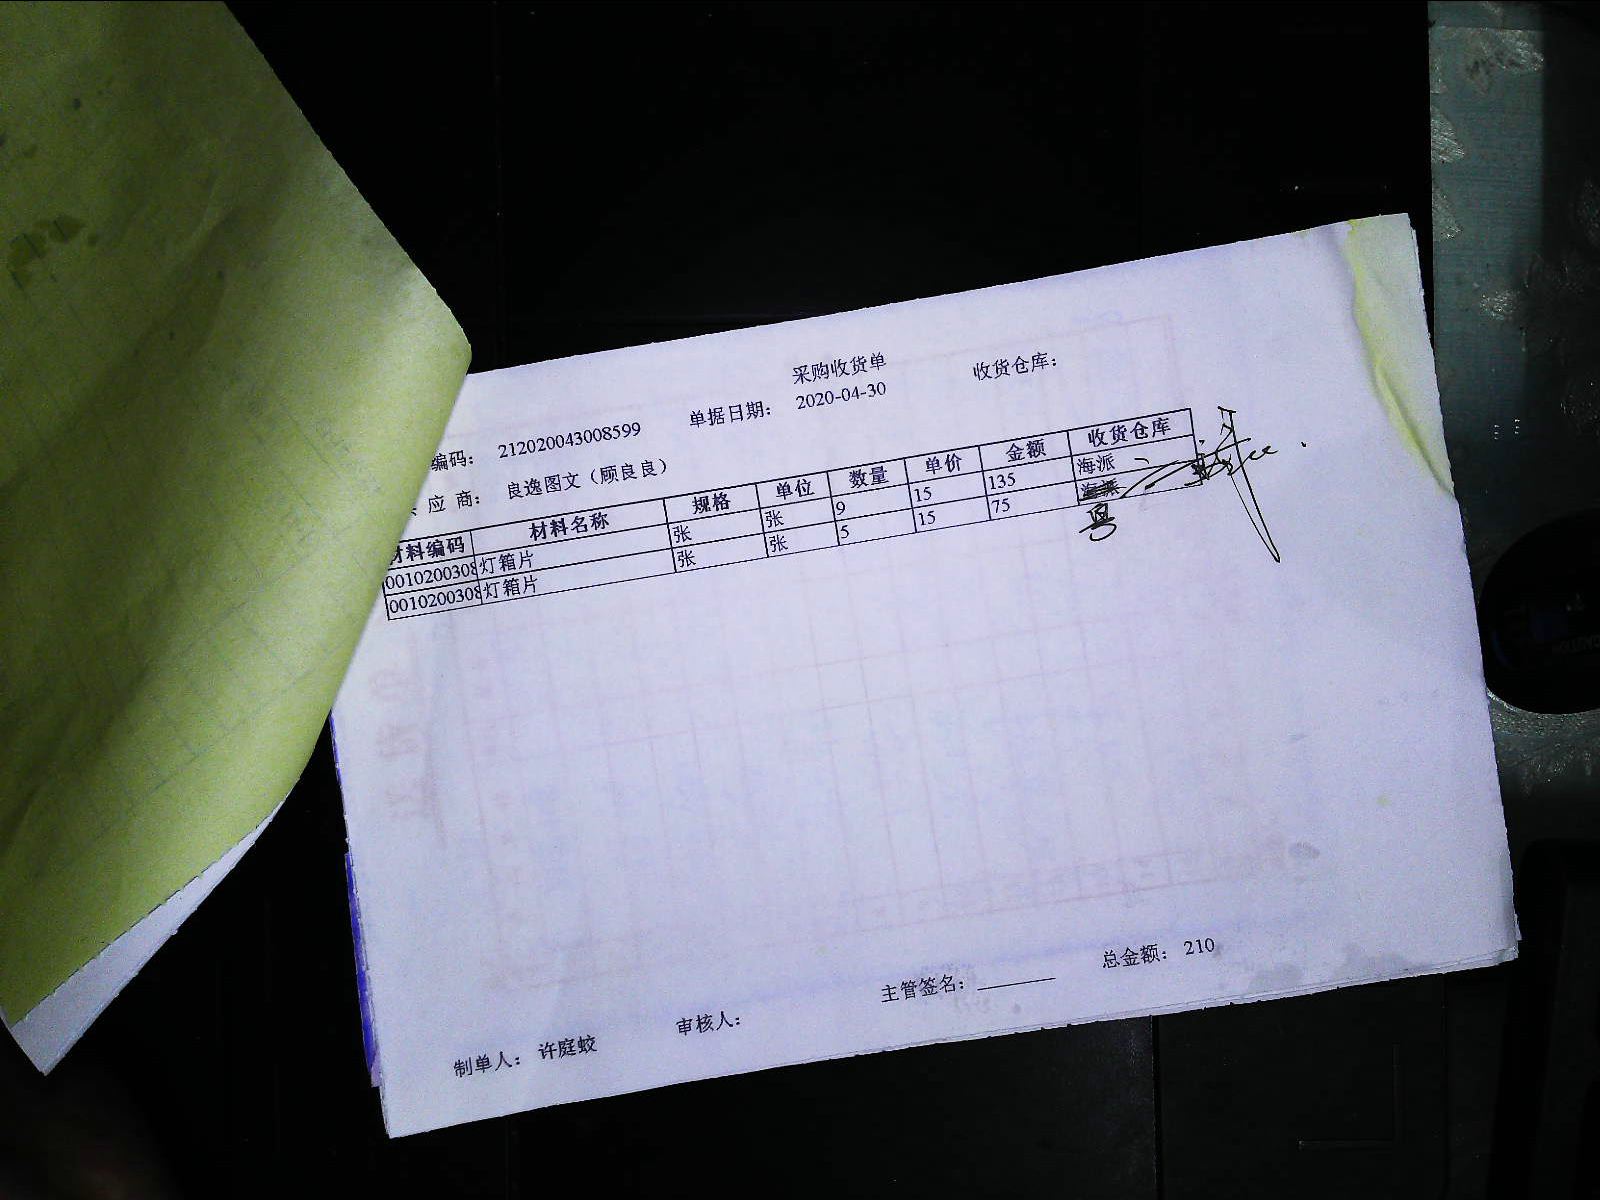 采购收货单
编码: 212020043008599 单据日期: 2020-04-30 收货仓库:
应 商: 良逸图文（顾良良）
材料编码 材料名称 规格 单位 数量 单价 金额 收货仓库
001020030 灯箱片 张 张 9 15 135 海派
001020030 灯箱片 张 张 5 15 75
制单人: 许庭蛟 审核人: 主管签名: 总金额: 210